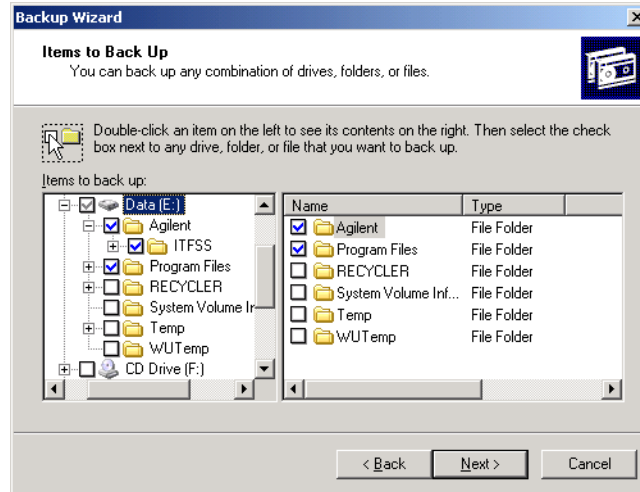 Backup Wizard
Items to Back Up
You can back up any combination of drives, folders, or files.
Double-click an item on the left to see its contents on the right. Then select the check
box next to any drive, folder, or file that you want to back up.
Items to back up:
Data (E:)
Agilent
ITFSS
Program Files
RECYCLER
System Volume Ir
Temp
WUTemp
CD Drive (F:)
Name Type
Agilent File Folder
Program Files File Folder
RECYCLER File Folder
System Volume Inf... File Folder
Temp File Folder
WUTemp File Folder
< Back Next > Cancel